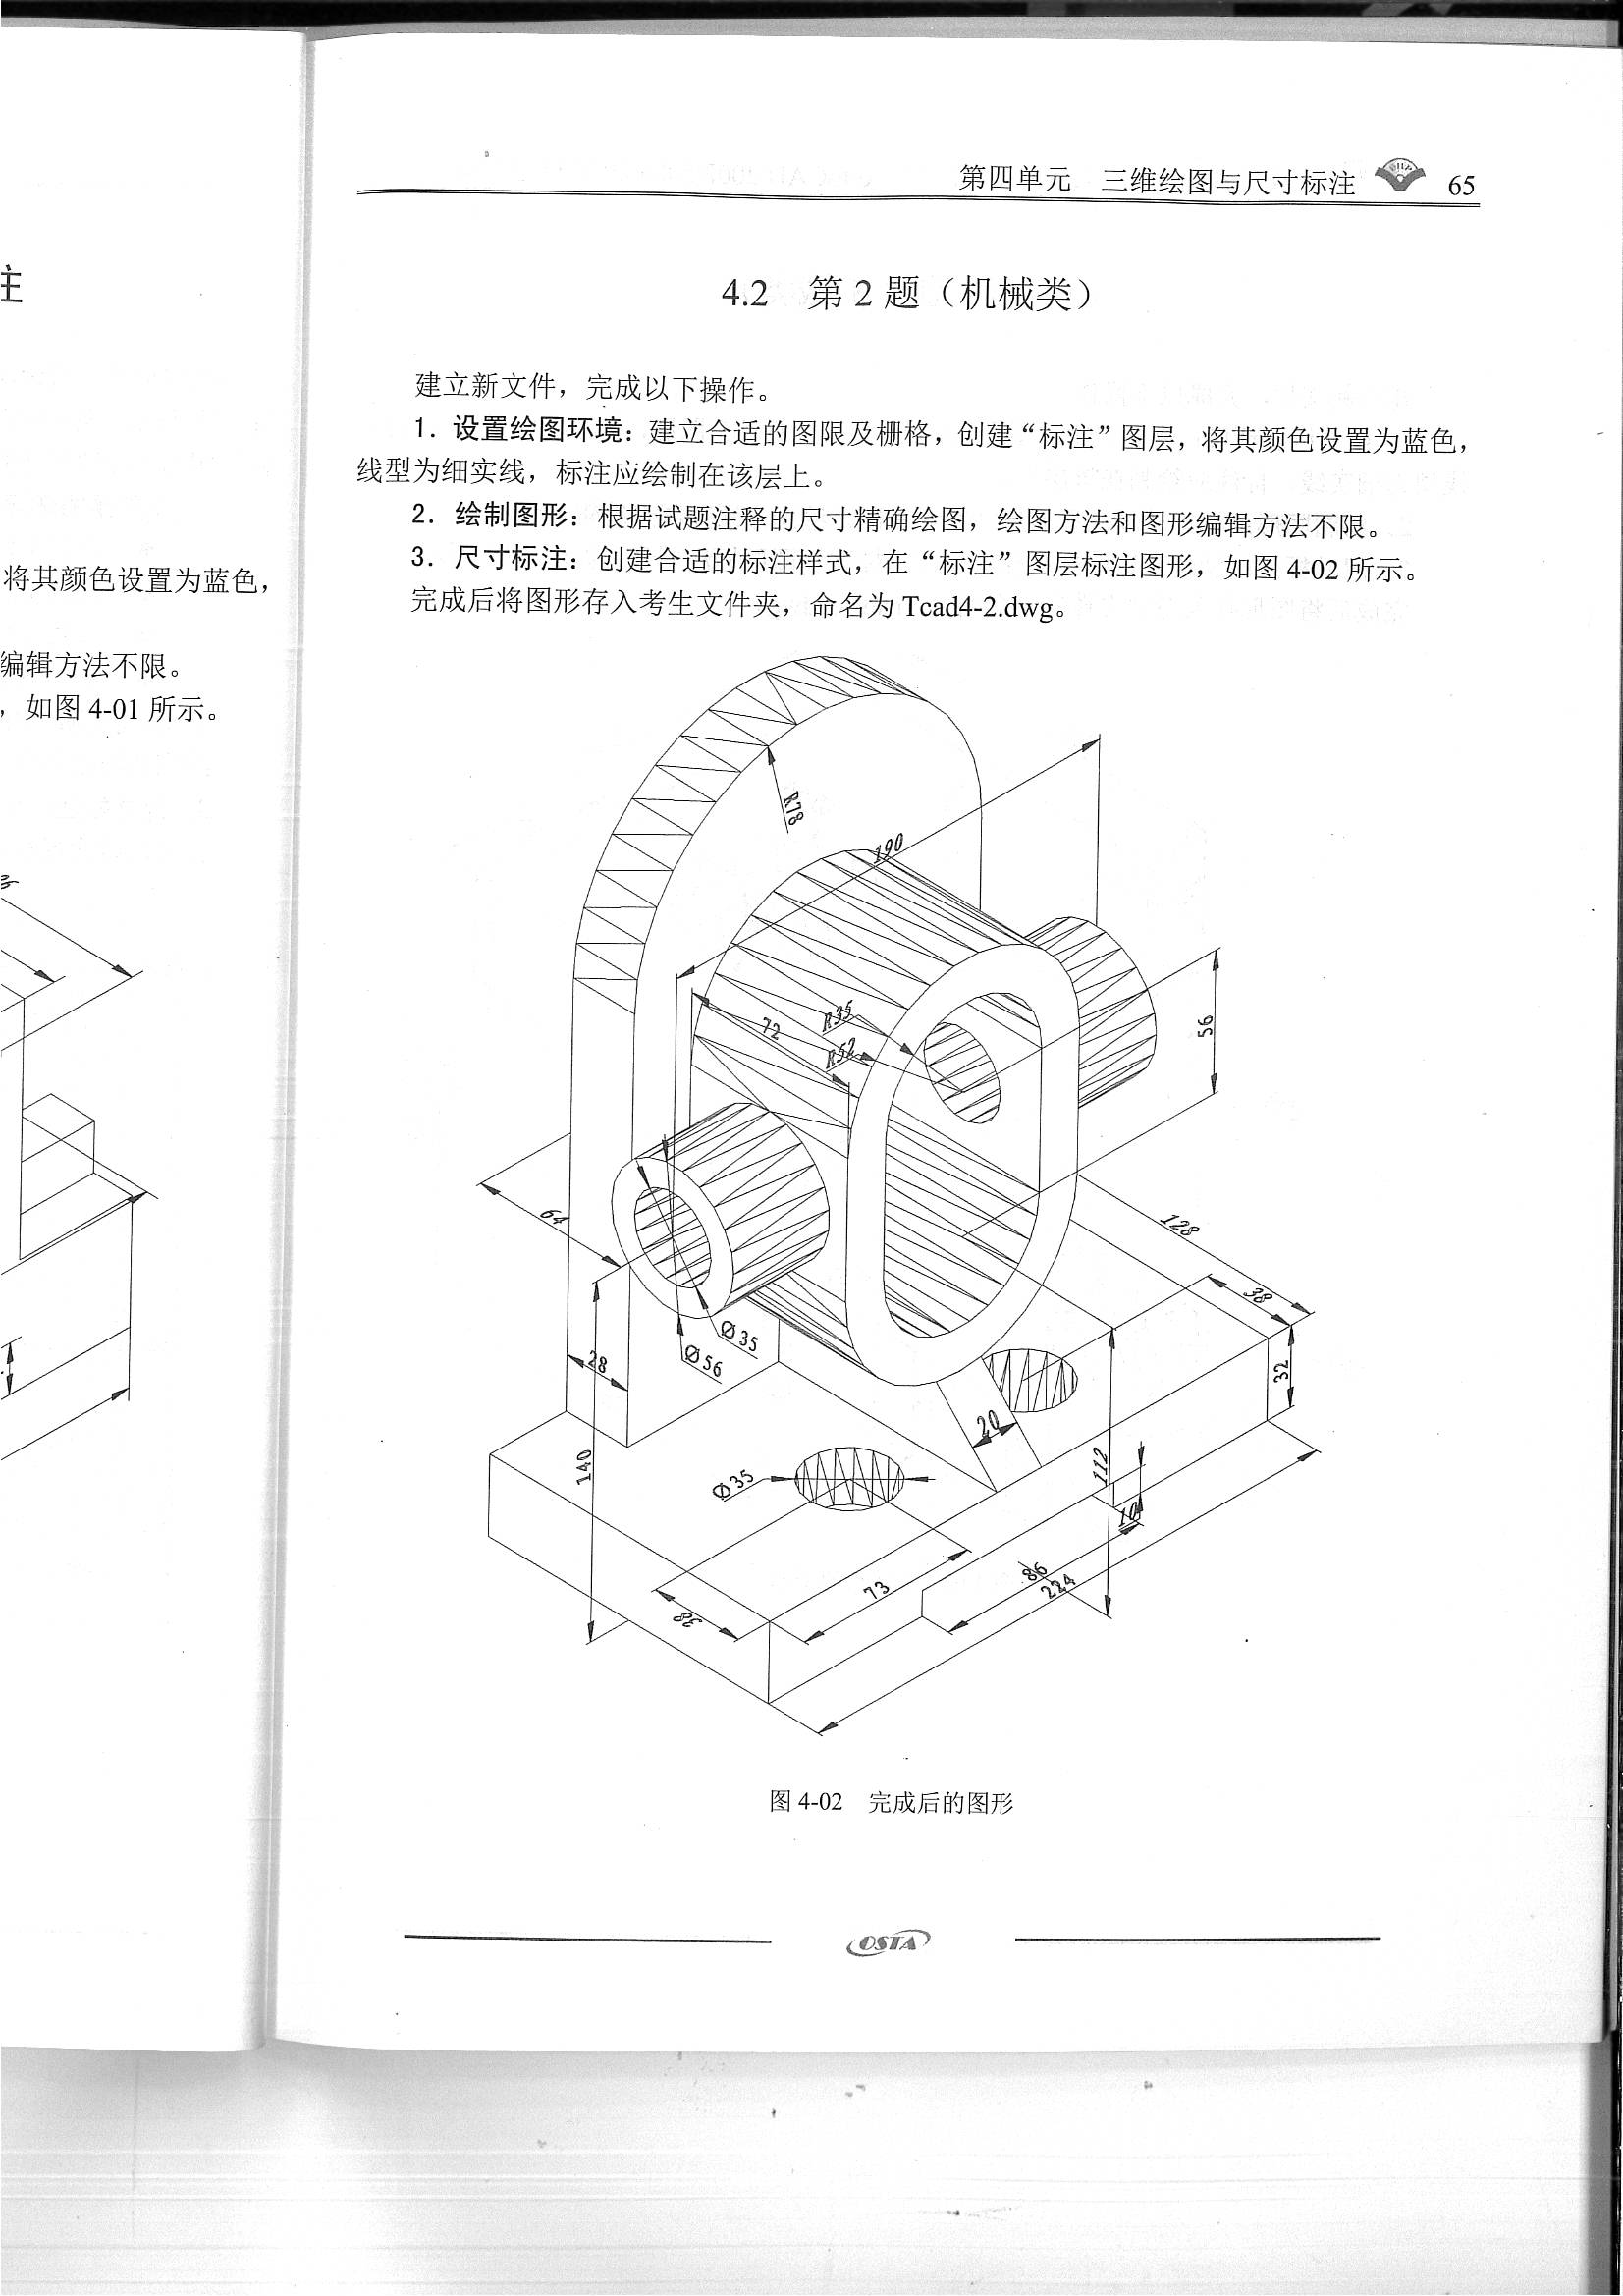 注
将其颜色设置为蓝色，
编辑方法不限。
，如图 4-01 所示。
第四单元 三维绘图与尺寸标注 65
4.2 第 2 题（机械类）
建立新文件，完成以下操作。
1．设置绘图环境：建立合适的图限及栅格，创建“标注”图层，将其颜色设置为蓝色，
线型为细实线，标注应绘制在该层上。
2．绘制图形：根据试题注释的尺寸精确绘图，绘图方法和图形编辑方法不限。
3．尺寸标注：创建合适的标注样式，在“标注”图层标注图形，如图 4-02 所示。
完成后将图形存入考生文件夹，命名为 Tcad4-2.dwg。
R78
190
R35
72
R52
56
64
128
38
Ø35
Ø56
28
32
20
140
Ø35
112
10
86
224
73
38
图 4-02 完成后的图形
OSTA